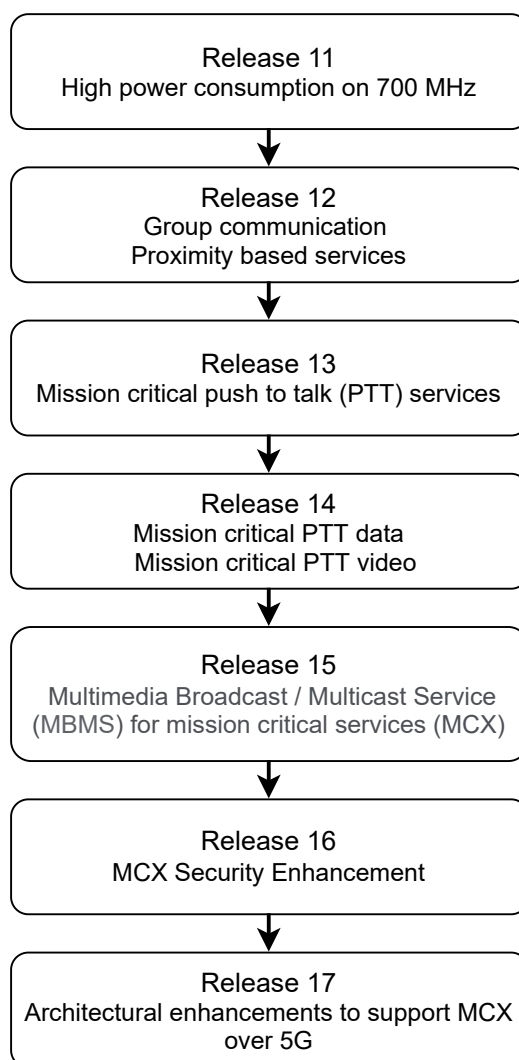 Release 11
High power consumption on 700 MHz
Release 12
Group communication
Proximity based services
Release 13
Mission critical push to talk (PTT) services
Release 14
Mission critical PTT data
Mission critical PTT video
Release 15
Multimedia Broadcast / Multicast Service
(MBMS) for mission critical services (MCX)
Release 16
MCX Security Enhancement
Release 17
Architectural enhancements to support MCX
over 5G